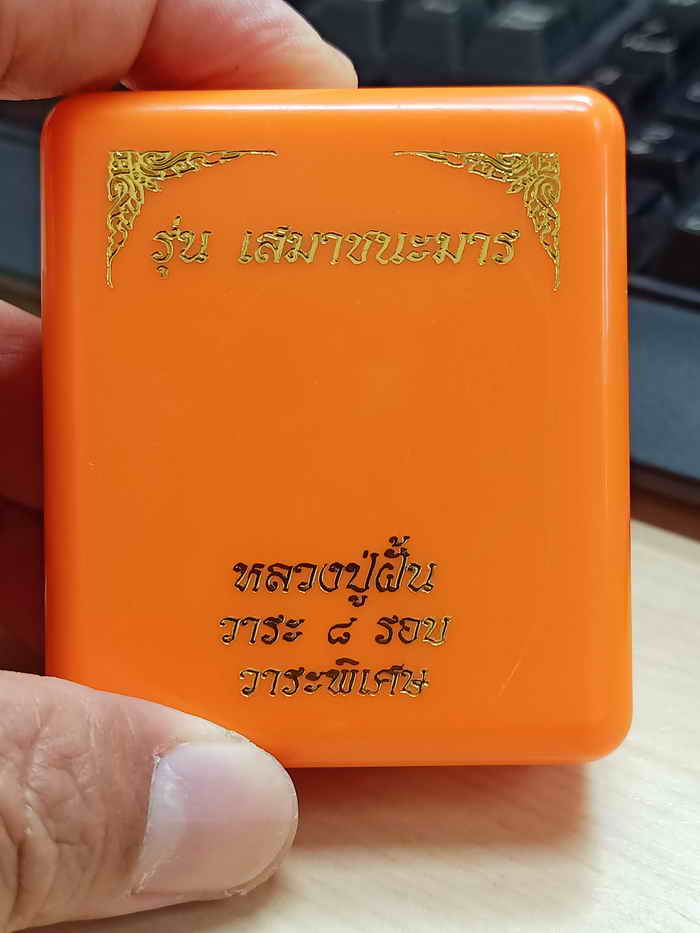 รุ่น เสมาชนะมาร
หลวงปู่ฝั้น
วาระ ๘ รอบ
วาระพิเศษ